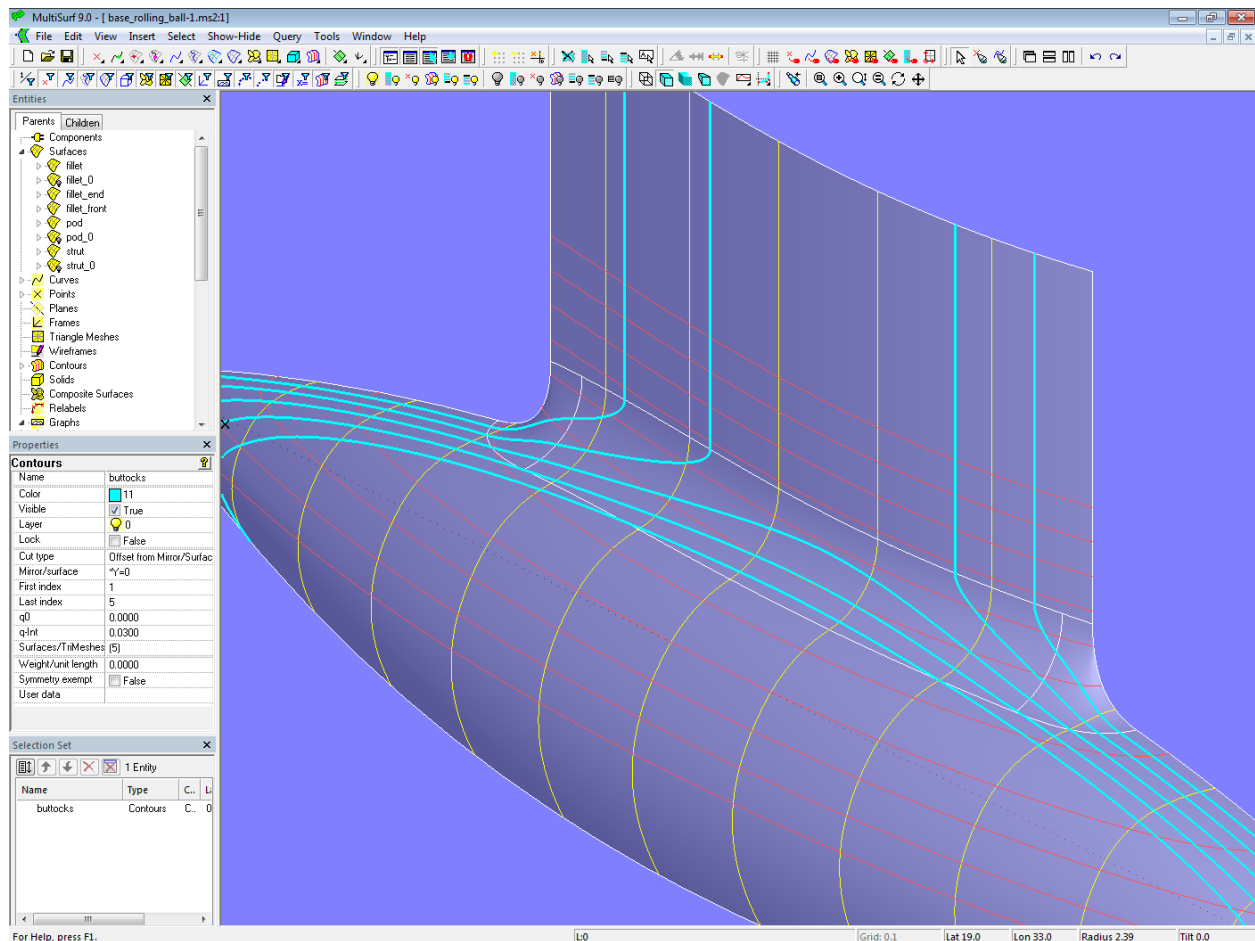 MultiSurf 9.0 - [ base_rolling_ball-1.ms2:1]
File Edit View Insert Select Show-Hide Query Tools Window Help
Entities
Parents Children
Components
Surfaces
fillet
fillet_0
fillet_end
fillet_front
pod
pod_0
strut
strut_0
Curves
Points
Planes
Frames
Triangle Meshes
Wireframes
Contours
Solids
Composite Surfaces
Relabels
Graphs
Properties
Contours
Name buttocks
Color 11
Visible True
Layer 0
Lock False
Cut type Offset from Mirror/Surfac
Mirror/surface *Y=0
First index 1
Last index 5
q0 0.0000
q-Int 0.0300
Surfaces/TriMeshes (5)
Weight/unit length 0.0000
Symmetry exempt False
User data
Selection Set
1 Entity
Name Type C.. L
buttocks Contours C.. 0
For Help, press F1. L:0 Grid: 0.1 Lat 19.0 Lon 33.0 Radius 2.39 Tilt 0.0